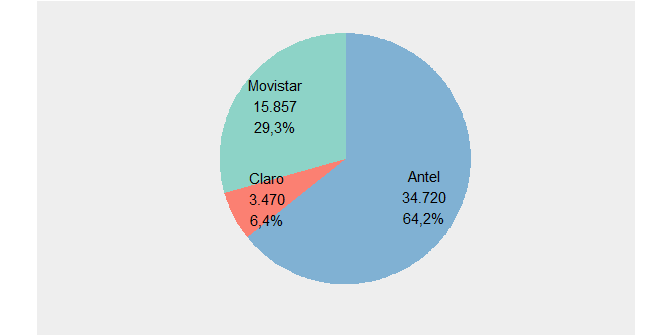 Movistar
15.857
29,3%
Claro
3.470
6,4%
Antel
34.720
64,2%